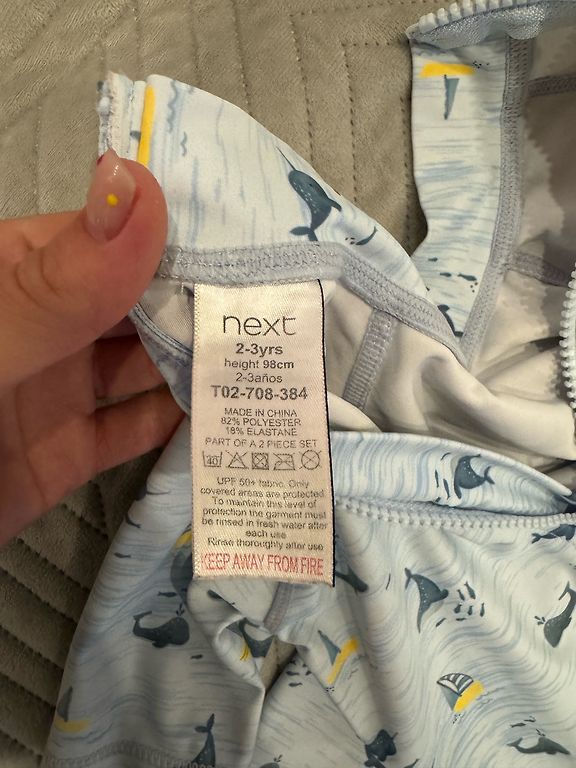 next
2-3yrs
height 98cm
2-3años
T02-708-384
MADE IN CHINA
82% POLYESTER
18% ELASTANE
PART OF A 2 PIECE SET
40
UPF 50+ fabric. Only
covered areas are protected
To maintain this level of
protection the garment must
be rinsed in fresh water after
each use
Rinse thoroughly after use
KEEP AWAY FROM FIRE